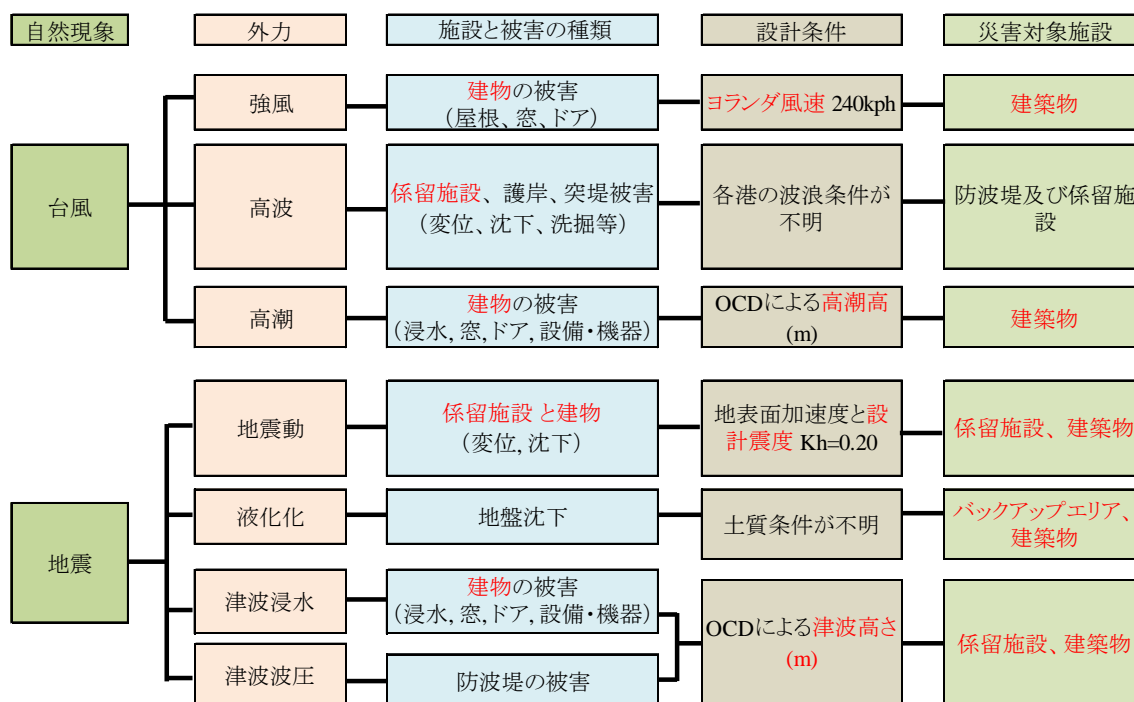 自然現象
外力
施設と被害の種類
設計条件
災害対象施設
台風
強風
建物の被害
(屋根、窓、ドア)
ヨランダ風速 240kph
建築物
高波
係留施設、護岸、突堤被害
(変位、沈下、洗掘等)
各港の波浪条件が
不明
防波堤及び係留施
設
高潮
建物の被害
(浸水, 窓,ドア, 設備・機器)
OCDによる高潮高
(m)
建築物
地震
地震動
係留施設 と建物
(変位, 沈下)
地表面加速度と設
計震度 Kh=0.20
係留施設、 建築物
液化化
地盤沈下
土質条件が不明
バックアップエリア、
建築物
津波浸水
建物の被害
(浸水, 窓,ドア, 設備・機器)
津波波圧
防波堤の被害
OCDによる津波高さ
(m)
係留施設、建築物